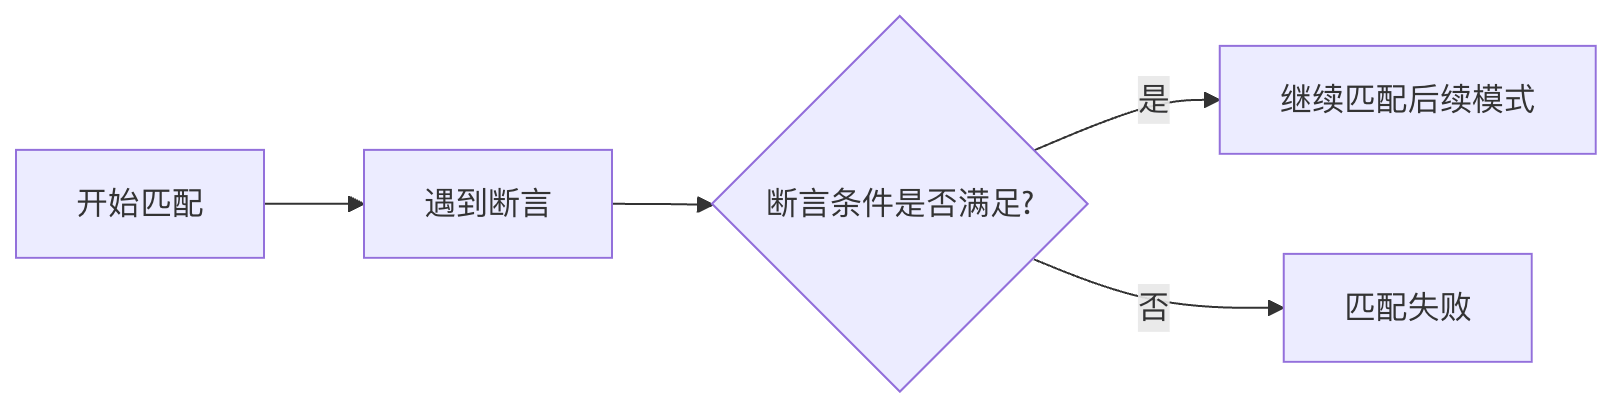 开始匹配
遇到断言
断言条件是否满足?
是
继续匹配后续模式
否
匹配失败